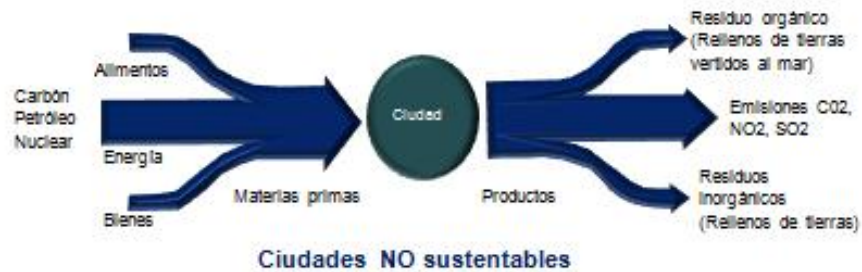 Alimentos
Carbón
Petróleo
Nuclear
Energía
Bienes
Materias primas
Ciudad
Productos
Residuo orgánico
(Rellenos de tierras
vertidos al mar)
Emisiones C02,
NO2, SO2
Residuos
Inorgánicos
(Rellenos de tierras)
Ciudades NO sustentables